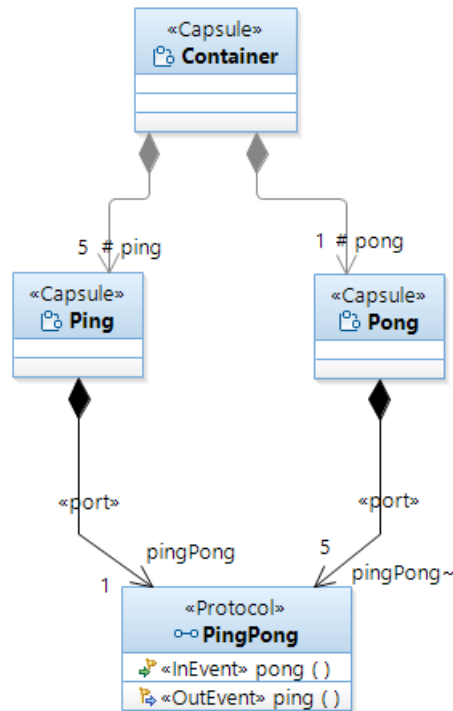 «Capsule»
Container
5 # ping
1 # pong
«Capsule»
Ping
«Capsule»
Pong
«port»
«port»
pingPong
5
1
pingPong~
«Protocol»
PingPong
«InEvent» pong ( )
«OutEvent» ping ( )